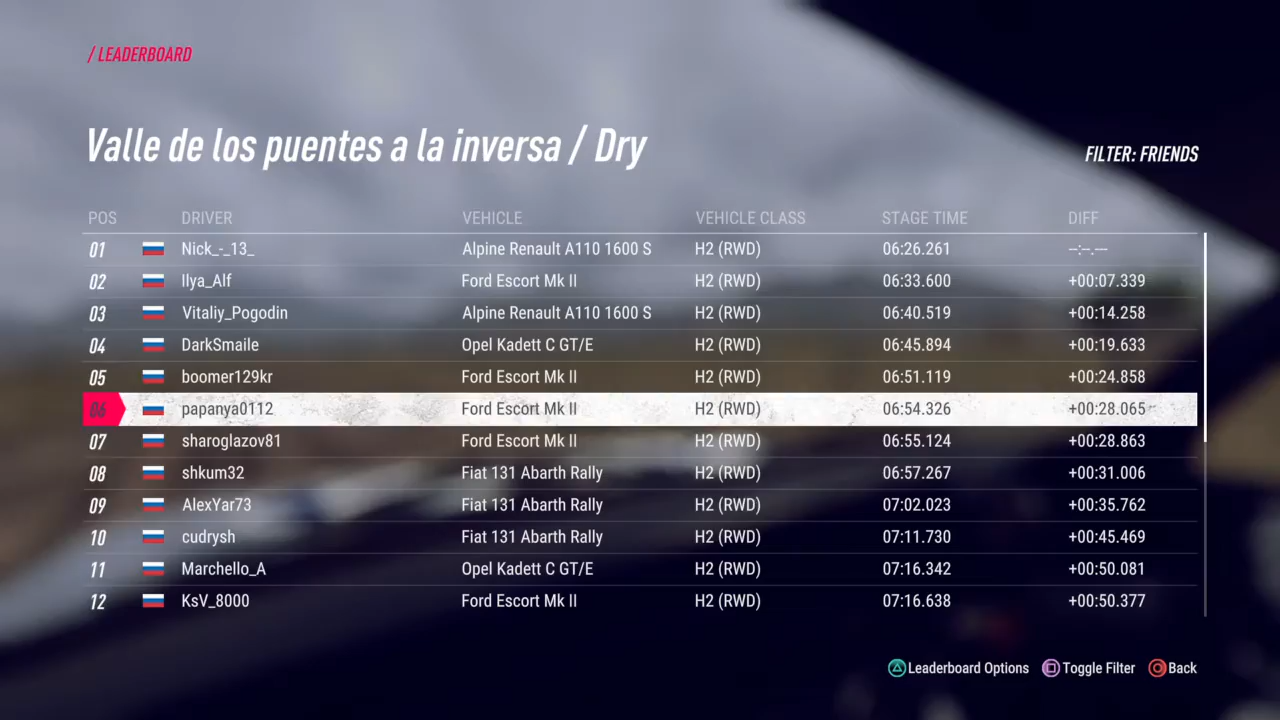 / LEADERBOARD
Valle de los puentes a la inversa / Dry
FILTER: FRIENDS
POS DRIVER VEHICLE VEHICLE CLASS STAGE TIME DIFF
01 Nick_-_13_ Alpine Renault A110 1600 S H2 (RWD) 06:26.261 --:--.---
02 Ilya_Alf Ford Escort Mk II H2 (RWD) 06:33.600 +00:07.339
03 Vitaliy_Pogodin Alpine Renault A110 1600 S H2 (RWD) 06:40.519 +00:14.258
04 DarkSmaile Opel Kadett C GT/E H2 (RWD) 06:45.894 +00:19.633
05 boomer129kr Ford Escort Mk II H2 (RWD) 06:51.119 +00:24.858
06 papanya0112 Ford Escort Mk II H2 (RWD) 06:54.326 +00:28.065
07 sharoglazov81 Ford Escort Mk II H2 (RWD) 06:55.124 +00:28.863
08 shkum32 Fiat 131 Abarth Rally H2 (RWD) 06:57.267 +00:31.006
09 AlexYar73 Fiat 131 Abarth Rally H2 (RWD) 07:02.023 +00:35.762
10 cudrysh Fiat 131 Abarth Rally H2 (RWD) 07:11.730 +00:45.469
11 Marchello_A Opel Kadett C GT/E H2 (RWD) 07:16.342 +00:50.081
12 KsV_8000 Ford Escort Mk II H2 (RWD) 07:16.638 +00:50.377
Leaderboard Options Toggle Filter Back